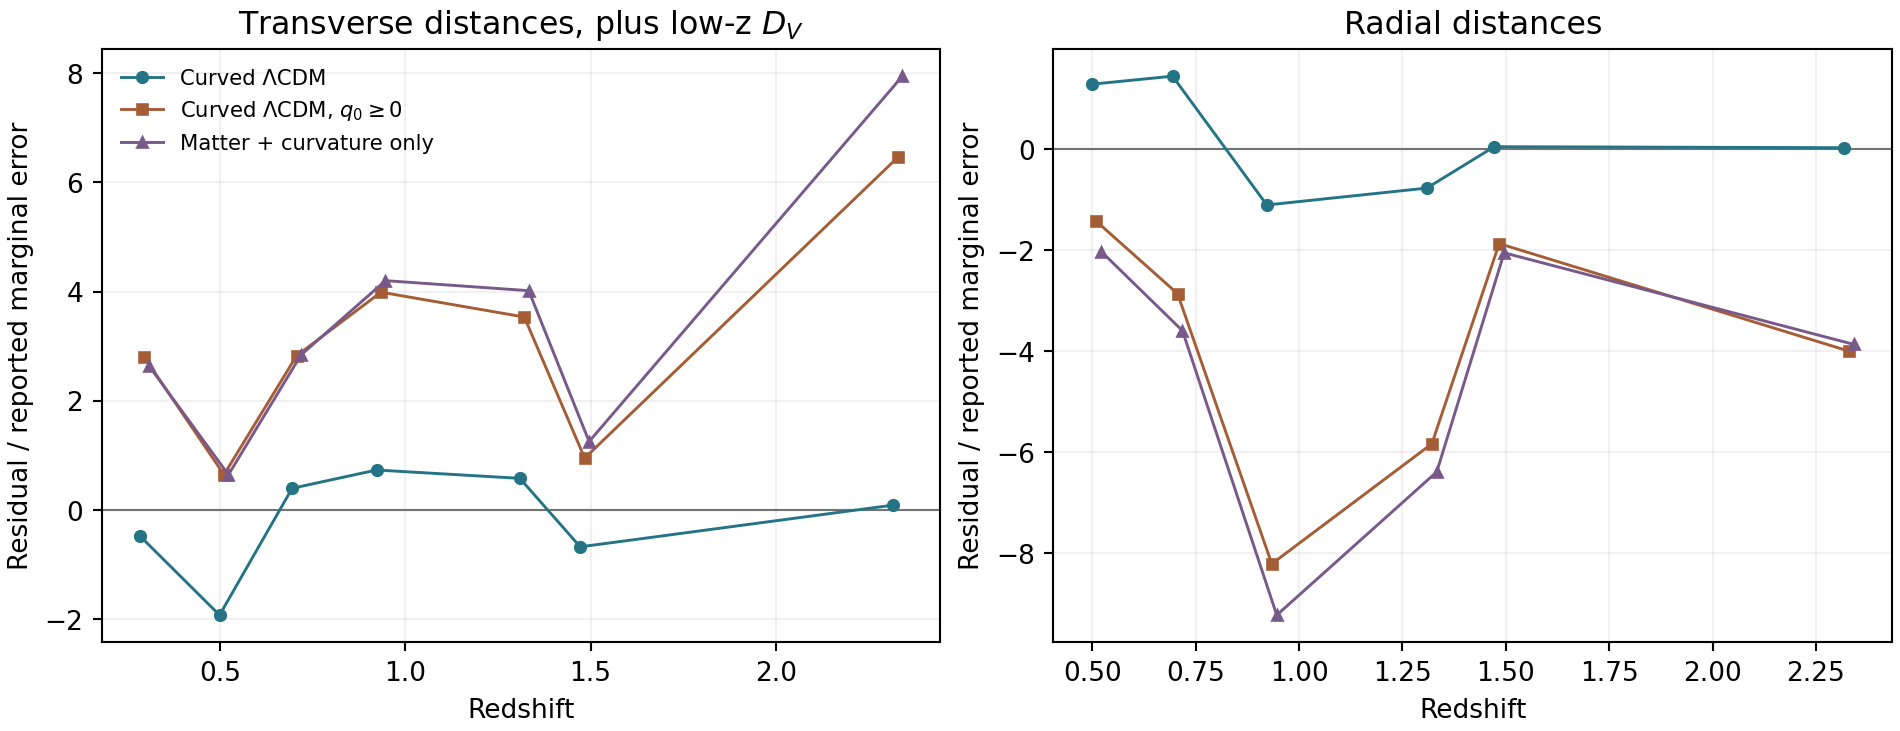 Transverse distances, plus low-z D_V
Residual / reported marginal error
8
6
4
2
0
−2
Curved ΛCDM
Curved ΛCDM, q₀ ≥ 0
Matter + curvature only
0.5 1.0 1.5 2.0
Redshift
Radial distances
Residual / reported marginal error
0
−2
−4
−6
−8
0.50 0.75 1.00 1.25 1.50 1.75 2.00 2.25
Redshift